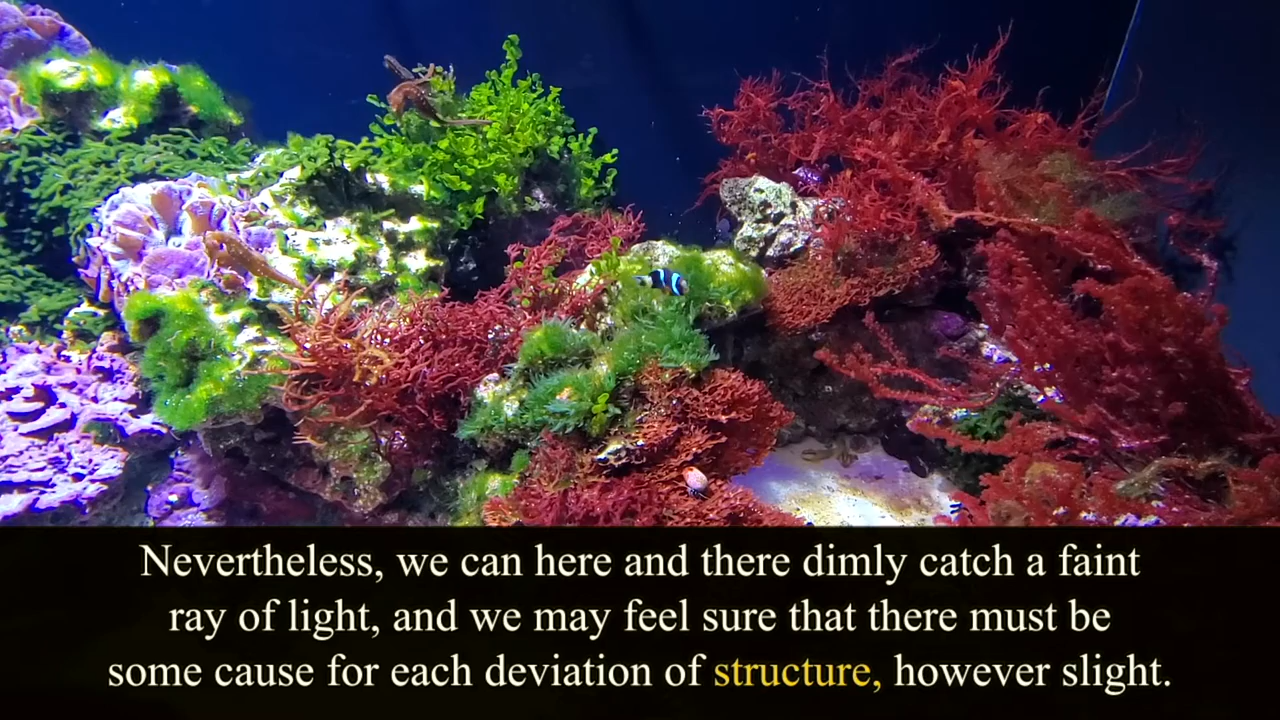 Nevertheless, we can here and there dimly catch a faint
ray of light, and we may feel sure that there must be
some cause for each deviation of structure, however slight.